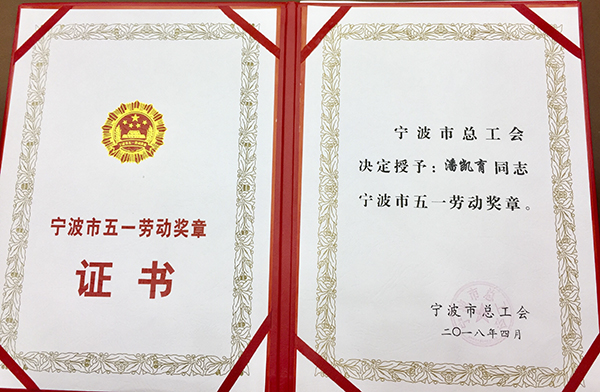 宁波市五一劳动奖章
证书
宁波市总工会
决定授予：潘凯育同志
宁波市五一劳动奖章。
宁波市总工会
二〇一八年四月